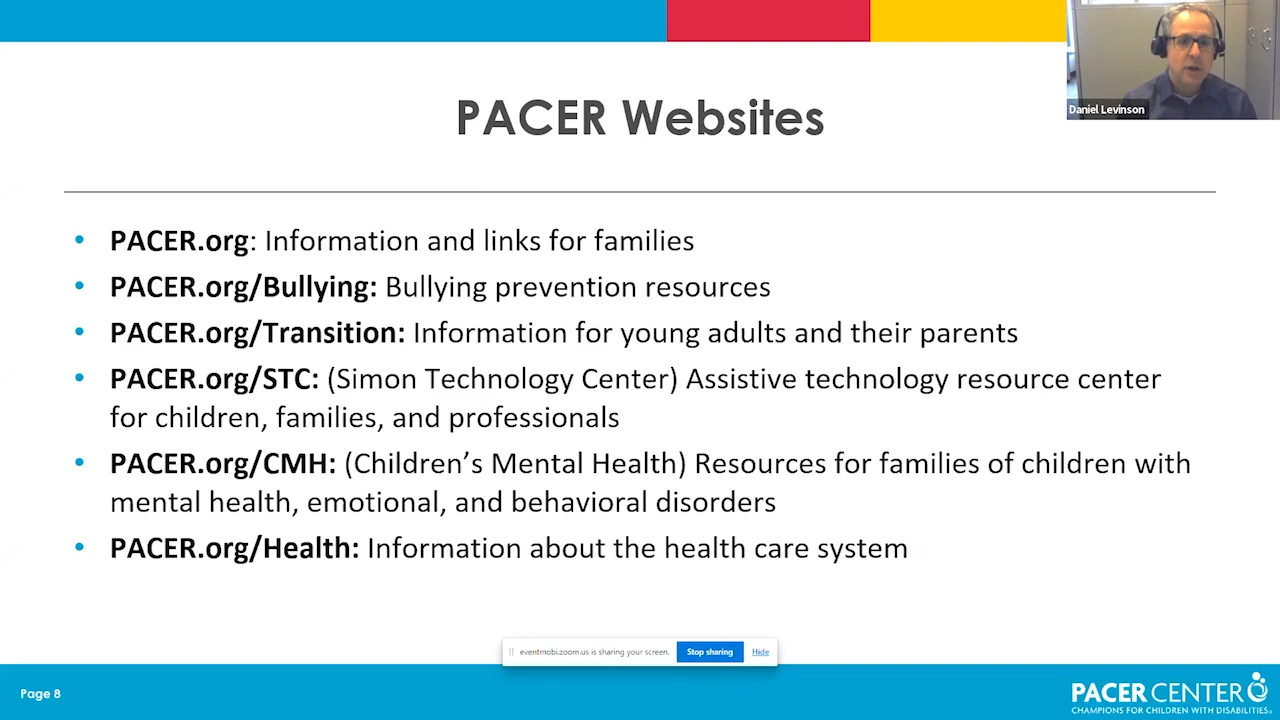 Daniel Levinson
PACER Websites
• PACER.org: Information and links for families
• PACER.org/Bullying: Bullying prevention resources
• PACER.org/Transition: Information for young adults and their parents
• PACER.org/STC: (Simon Technology Center) Assistive technology resource center
for children, families, and professionals
• PACER.org/CMH: (Children’s Mental Health) Resources for families of children with
mental health, emotional, and behavioral disorders
• PACER.org/Health: Information about the health care system
eventmobi.zoom.us is sharing your screen. Stop sharing Hide
Page 8
PACER CENTER
CHAMPIONS FOR CHILDREN WITH DISABILITIES®